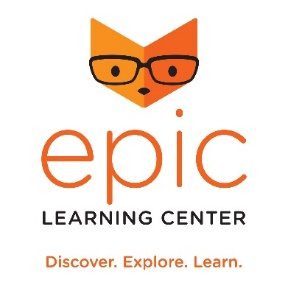 epic
LEARNING CENTER
Discover. Explore. Learn.